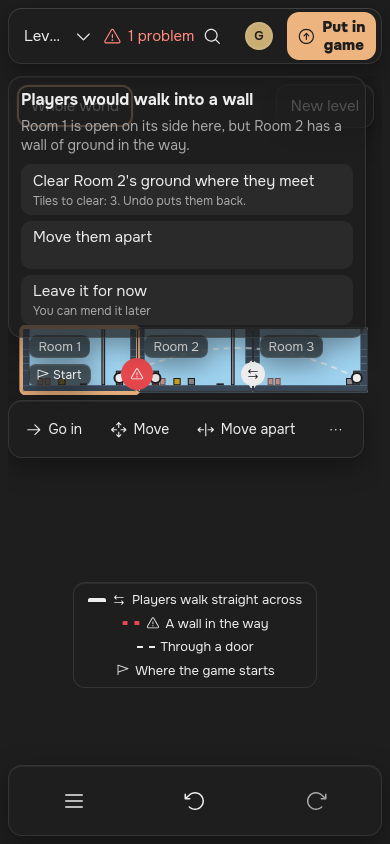 Lev...
1 problem
G
Put in game
Whole world
New level
Players would walk into a wall
Room 1 is open on its side here, but Room 2 has a
wall of ground in the way.
Clear Room 2's ground where they meet
Tiles to clear: 3. Undo puts them back.
Move them apart
Leave it for now
You can mend it later
Room 1
Room 2
Room 3
Start
Go in
Move
Move apart
...
Players walk straight across
A wall in the way
Through a door
Where the game starts